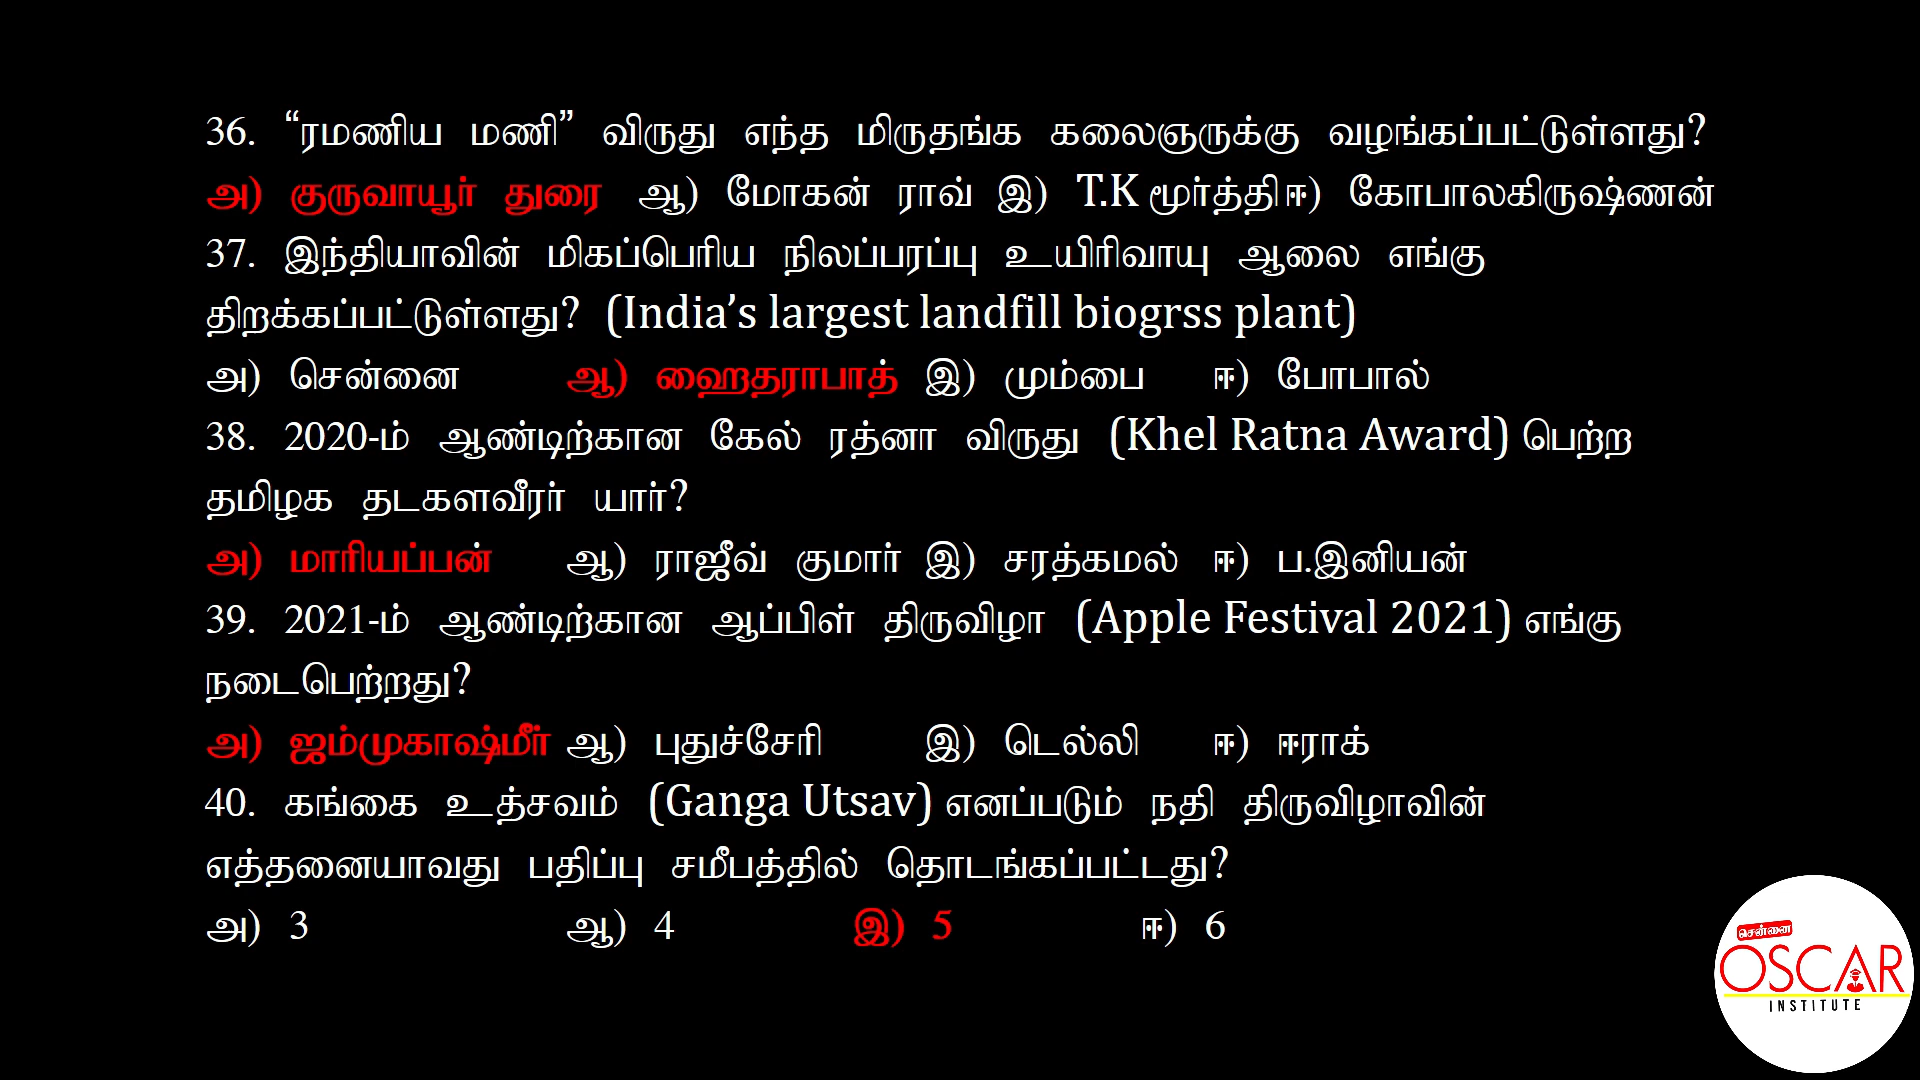 36. “ரமணிய மணி” விருது எந்த மிருதங்க கலைஞருக்கு வழங்கப்பட்டுள்ளது?
அ) குருவாயூர் துரை ஆ) மோகன் ராவ் இ) T.K மூர்த்தி ஈ) கோபாலகிருஷ்ணன்
37. இந்தியாவின் மிகப்பெரிய நிலப்பரப்பு உயிரிவாயு ஆலை எங்கு
திறக்கப்பட்டுள்ளது? (India’s largest landfill biogrss plant)
அ) சென்னை ஆ) ஹைதராபாத் இ) மும்பை ஈ) போபால்
38. 2020-ம் ஆண்டிற்கான கேல் ரத்னா விருது (Khel Ratna Award) பெற்ற
தமிழக தடகளவீரர் யார்?
அ) மாரியப்பன் ஆ) ராஜீவ் குமார் இ) சரத்கமல் ஈ) ப.இனியன்
39. 2021-ம் ஆண்டிற்கான ஆப்பிள் திருவிழா (Apple Festival 2021) எங்கு
நடைபெற்றது?
அ) ஜம்முகாஷ்மீர் ஆ) புதுச்சேரி இ) டெல்லி ஈ) ஈராக்
40. கங்கை உத்சவம் (Ganga Utsav) எனப்படும் நதி திருவிழாவின்
எத்தனையாவது பதிப்பு சமீபத்தில் தொடங்கப்பட்டது?
அ) 3 ஆ) 4 இ) 5 ஈ) 6
சென்னை
OSCAR
INSTITUTE